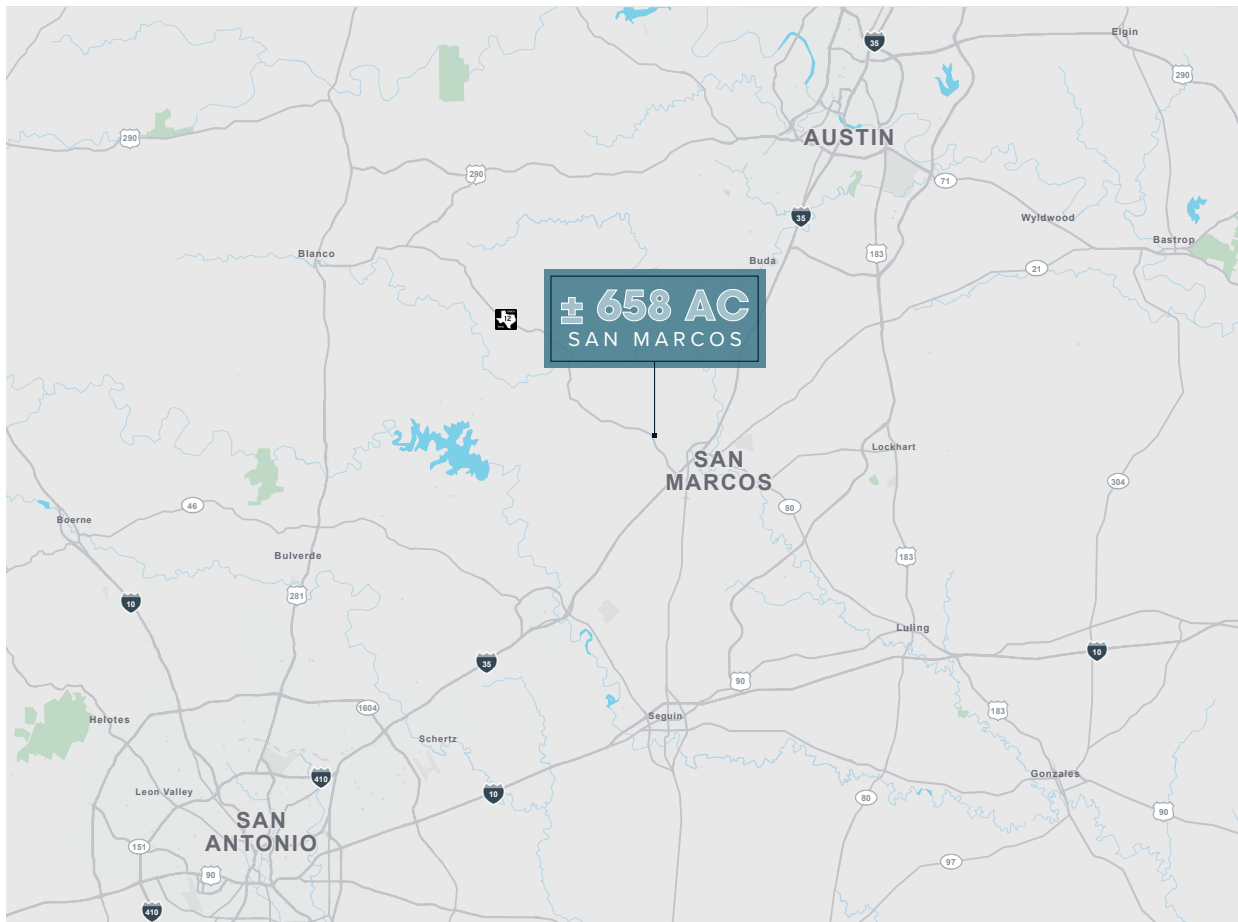 35
Elgin
290
AUSTIN
290
290
71
35
Wyldwood
Bastrop
183
Blanco
Buda
21
± 658 AC
SAN MARCOS
12
Lockhart
SAN
MARCOS
304
46
80
Boerne
Bulverde
183
281
10
Luling
10
35
90
1604
183
Seguin
Helotes
Schertz
410
Gonzales
Leon Valley
10
80
90
SAN
ANTONIO
151
97
90
410